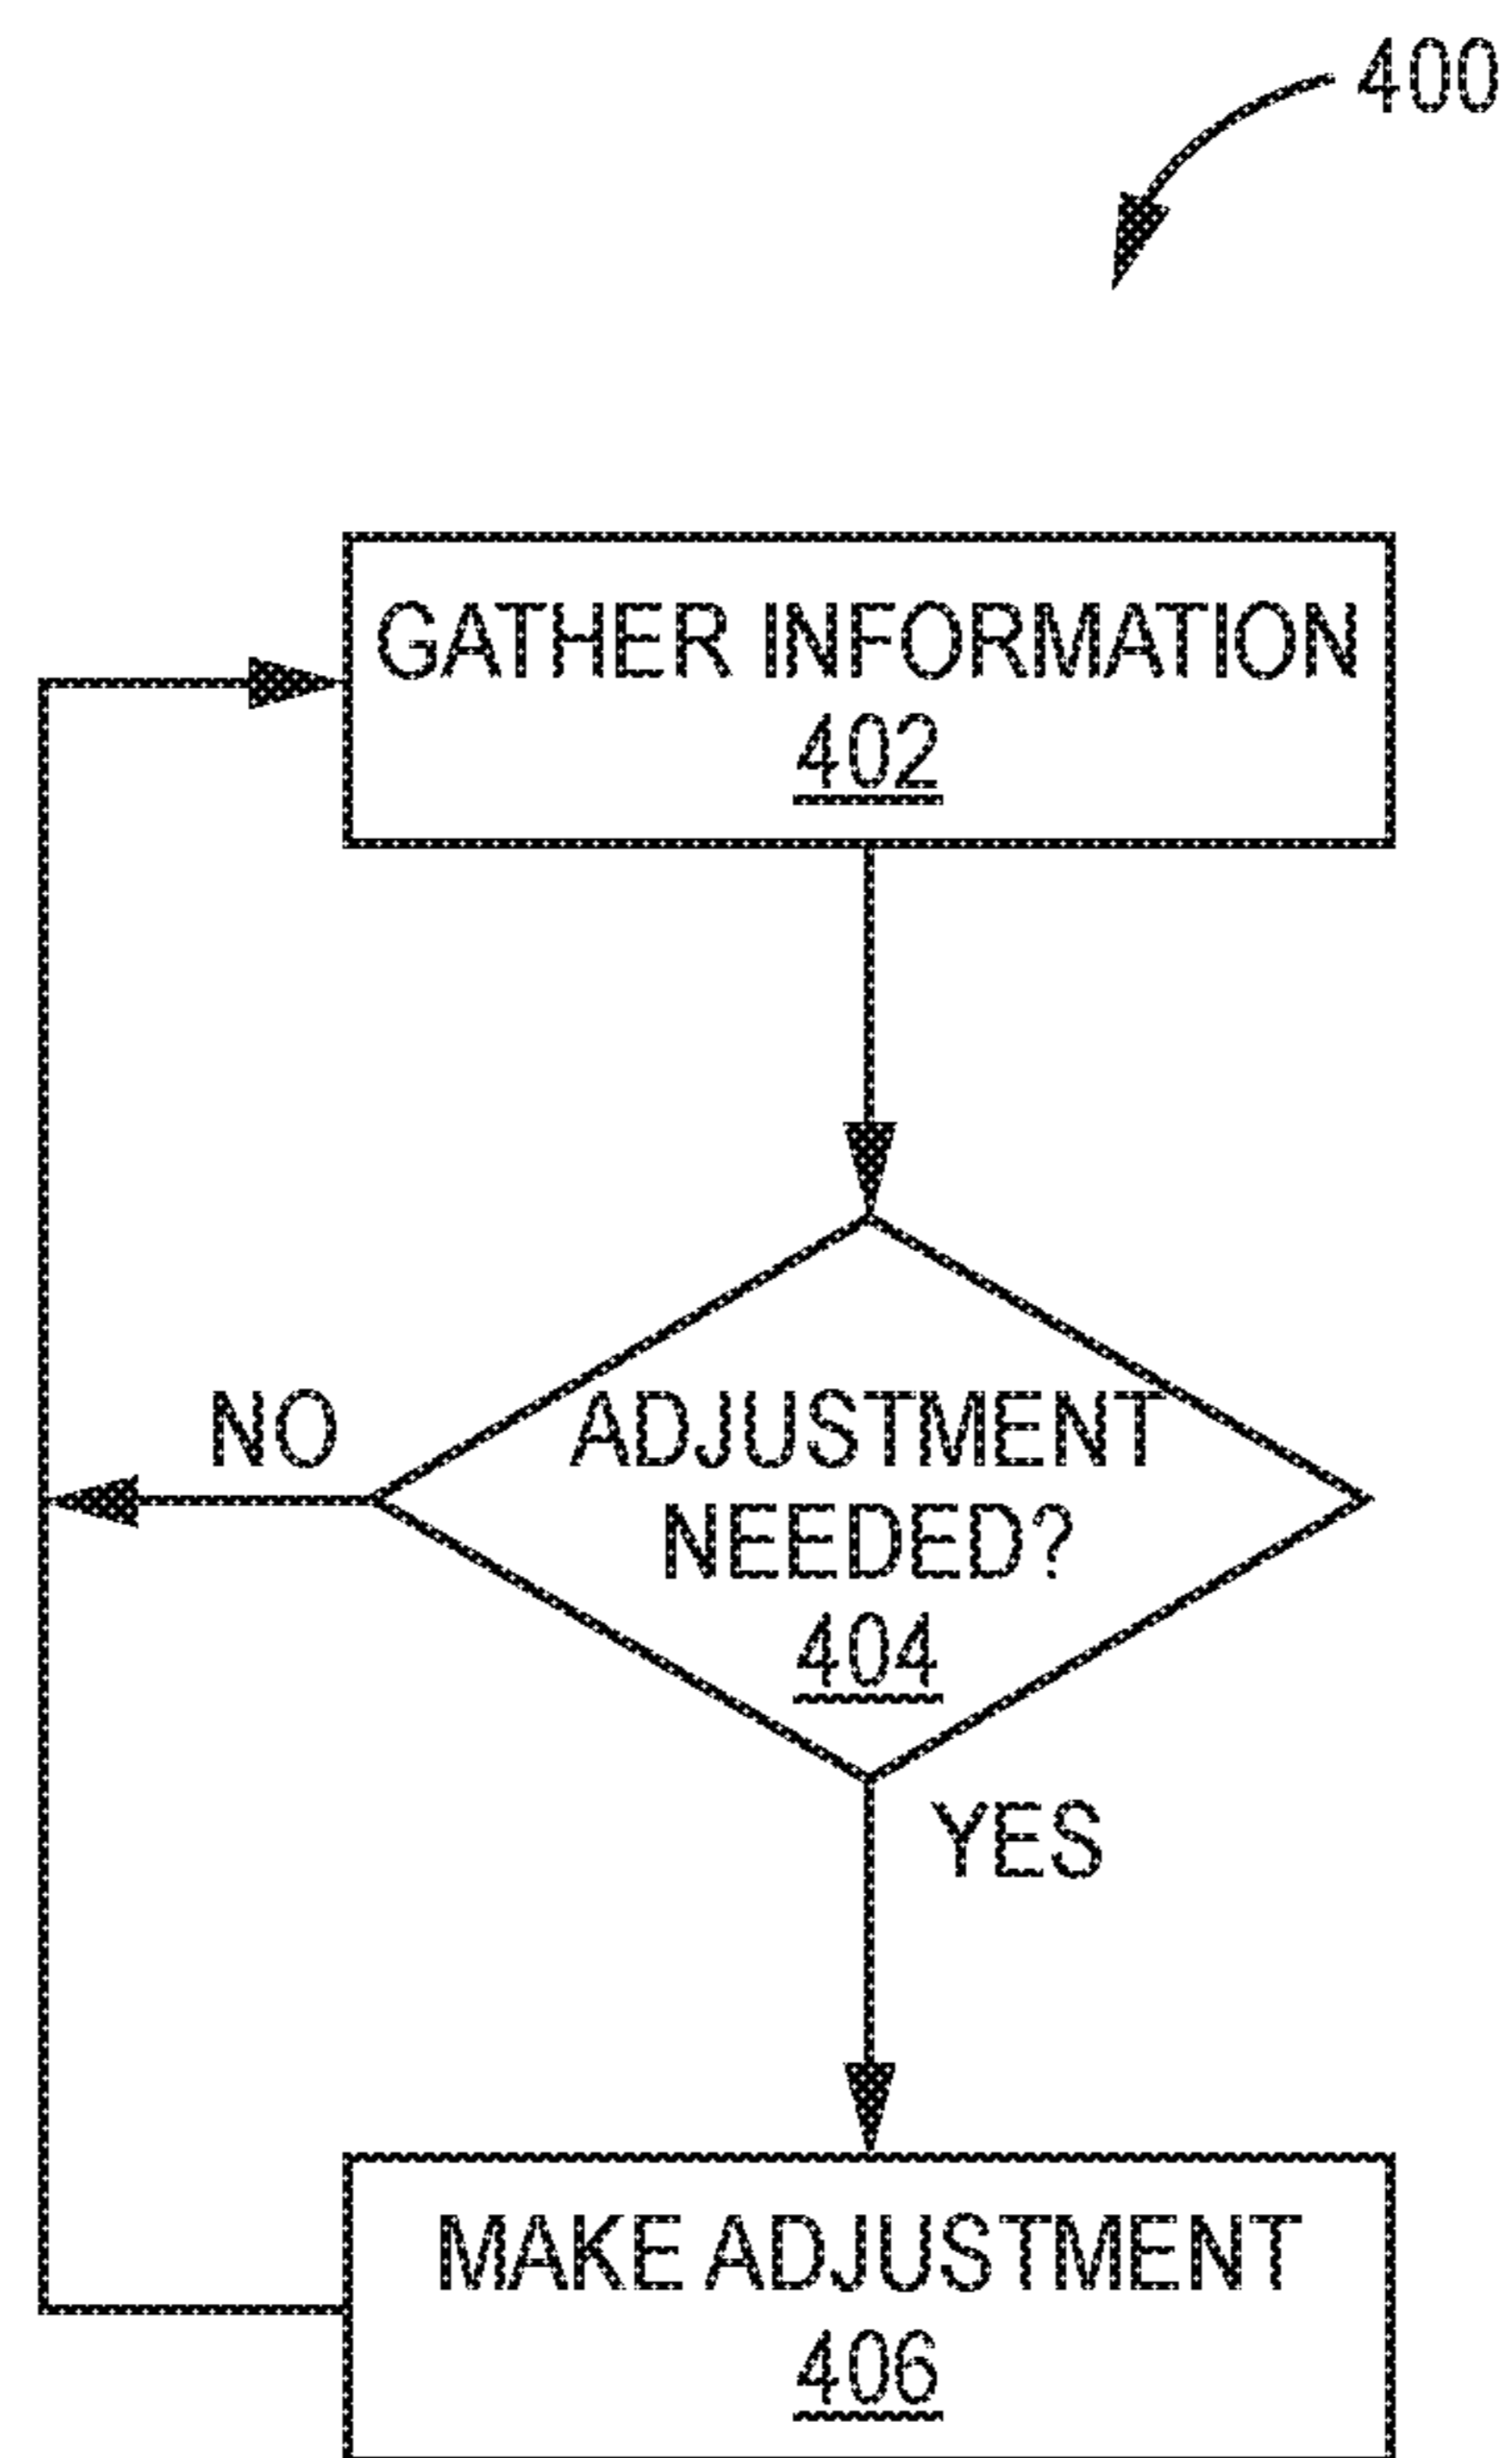 400
GATHER INFORMATION
402
ADJUSTMENT
NEEDED?
404
NO
YES
MAKE ADJUSTMENT
406